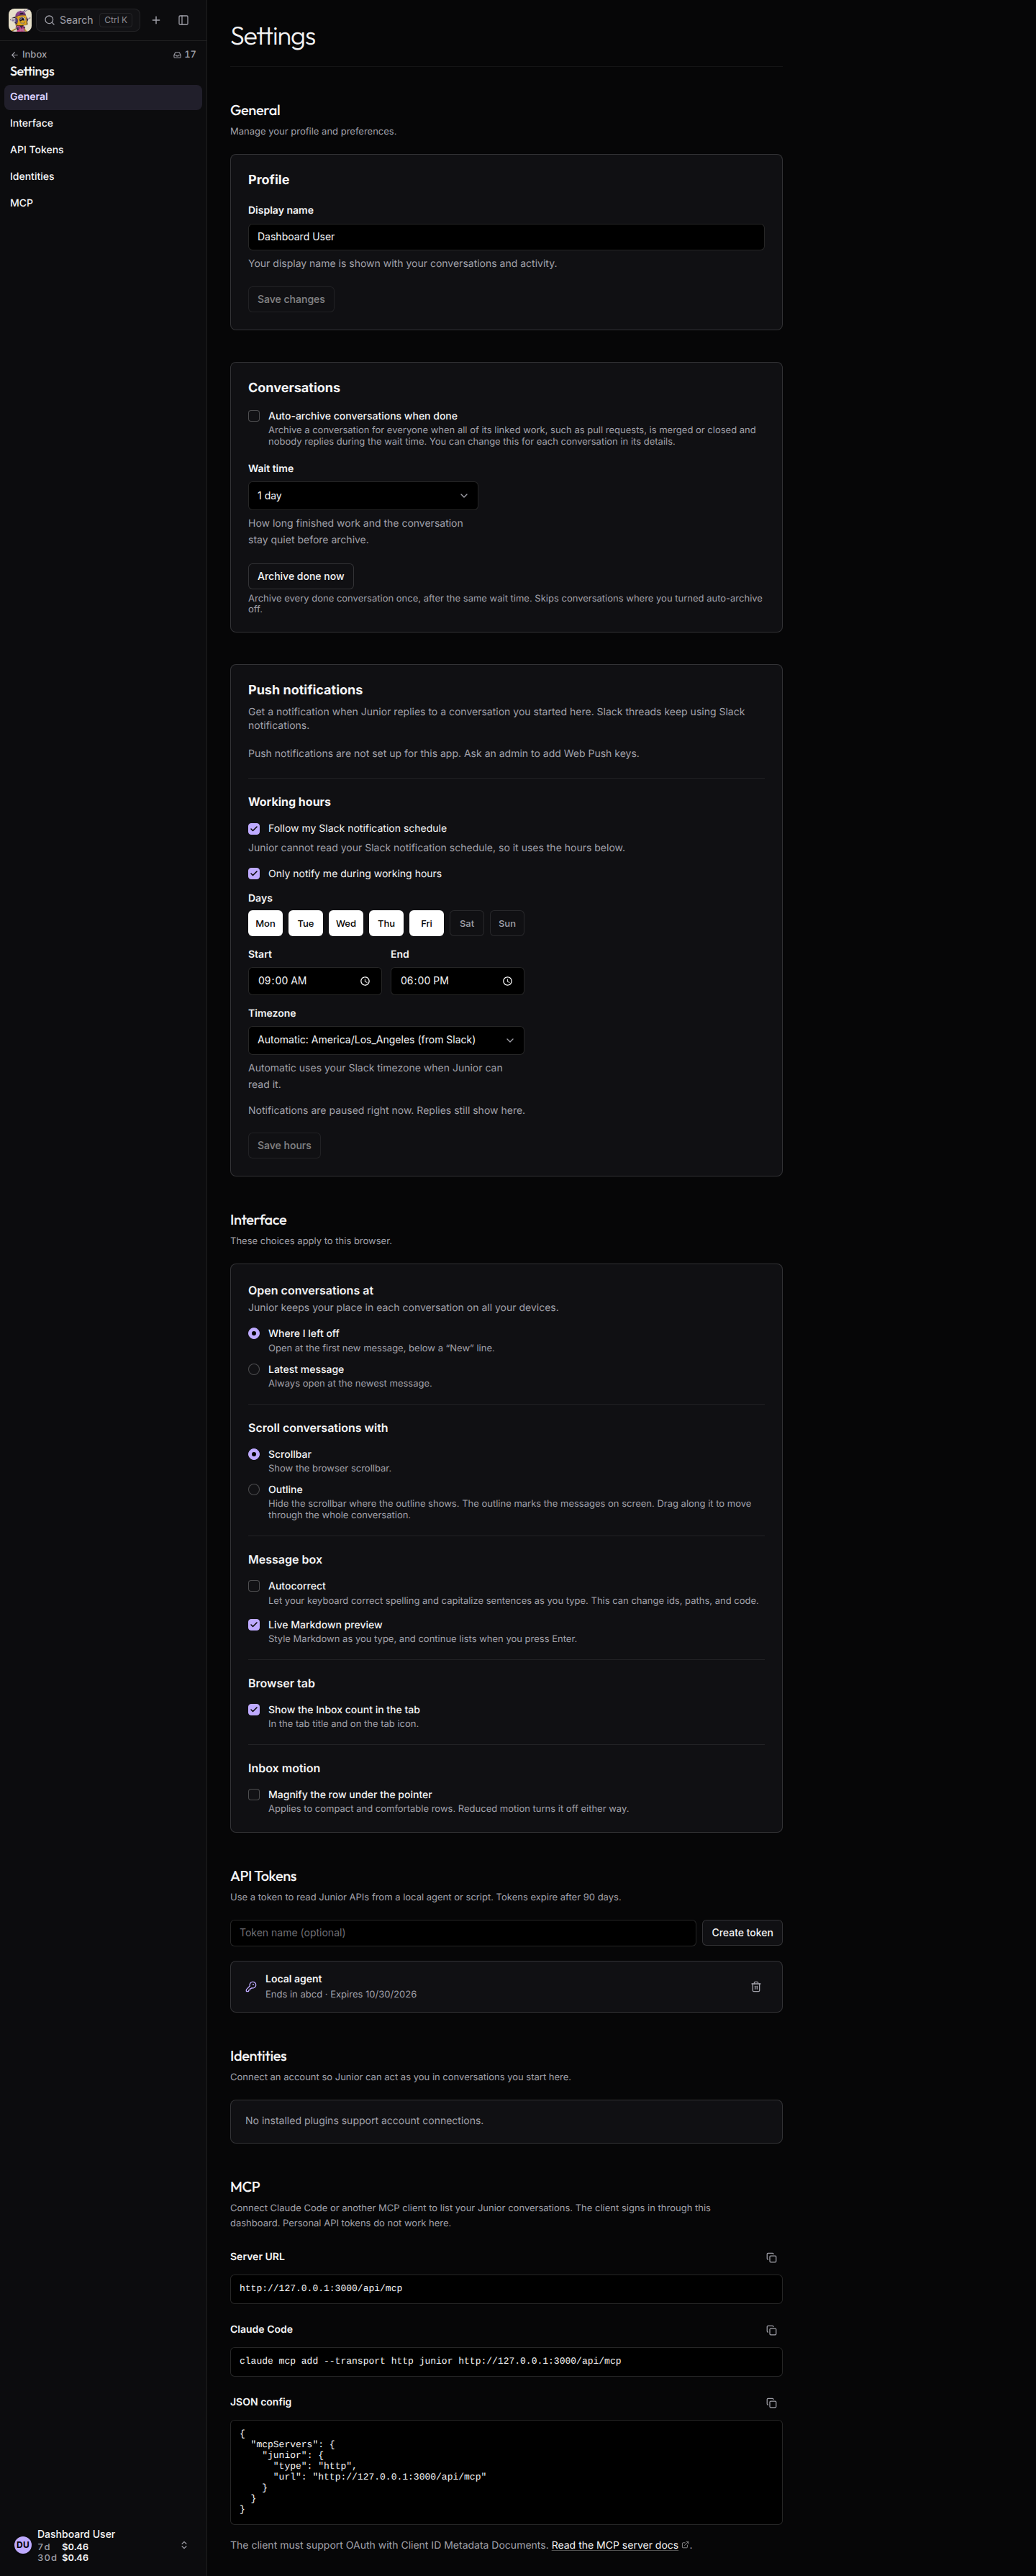 Search Ctrl K
Inbox 17
Settings
General
Interface
API Tokens
Identities
MCP
Settings
General
Manage your profile and preferences.
Profile
Display name
Dashboard User
Your display name is shown with your conversations and activity.
Save changes
Conversations
Auto-archive conversations when done
Archive a conversation for everyone when all of its linked work, such as pull requests, is merged or closed and
nobody replies during the wait time. You can change this for each conversation in its details.
Wait time
1 day
How long finished work and the conversation
stay quiet before archive.
Archive done now
Archive every done conversation once, after the same wait time. Skips conversations where you turned auto-archive
off.
Push notifications
Get a notification when Junior replies to a conversation you started here. Slack threads keep using Slack
notifications.
Push notifications are not set up for this app. Ask an admin to add Web Push keys.
Working hours
Follow my Slack notification schedule
Junior cannot read your Slack notification schedule, so it uses the hours below.
Only notify me during working hours
Days
Mon Tue Wed Thu Fri Sat Sun
Start End
09:00 AM 06:00 PM
Timezone
Automatic: America/Los_Angeles (from Slack)
Automatic uses your Slack timezone when Junior can
read it.
Notifications are paused right now. Replies still show here.
Save hours
Interface
These choices apply to this browser.
Open conversations at
Junior keeps your place in each conversation on all your devices.
Where I left off
Open at the first new message, below a “New” line.
Latest message
Always open at the newest message.
Scroll conversations with
Scrollbar
Show the browser scrollbar.
Outline
Hide the scrollbar where the outline shows. The outline marks the messages on screen. Drag along it to move
through the whole conversation.
Message box
Autocorrect
Let your keyboard correct spelling and capitalize sentences as you type. This can change ids, paths, and code.
Live Markdown preview
Style Markdown as you type, and continue lists when you press Enter.
Browser tab
Show the Inbox count in the tab
In the tab title and on the tab icon.
Inbox motion
Magnify the row under the pointer
Applies to compact and comfortable rows. Reduced motion turns it off either way.
API Tokens
Use a token to read Junior APIs from a local agent or script. Tokens expire after 90 days.
Token name (optional) Create token
Local agent
Ends in abcd · Expires 10/30/2026
Identities
Connect an account so Junior can act as you in conversations you start here.
No installed plugins support account connections.
MCP
Connect Claude Code or another MCP client to list your Junior conversations. The client signs in through this
dashboard. Personal API tokens do not work here.
Server URL
http://127.0.0.1:3000/api/mcp
Claude Code
claude mcp add --transport http junior http://127.0.0.1:3000/api/mcp
JSON config
{
"mcpServers": {
"junior": {
"type": "http",
"url": "http://127.0.0.1:3000/api/mcp"
}
}
}
The client must support OAuth with Client ID Metadata Documents. Read the MCP server docs.
DU Dashboard User
7d $0.46
30d $0.46